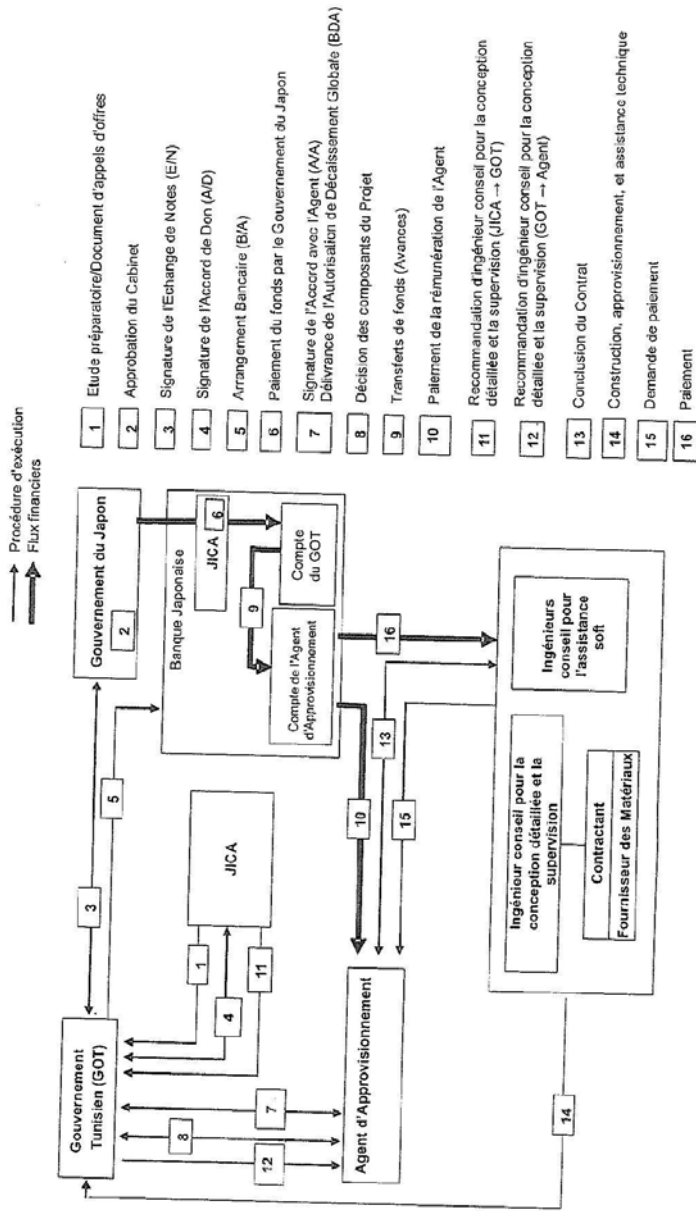 Procédure d'exécution
Flux financiers
Gouvernement
Tunisien (GOT)
Gouvernement du Japon
2
3
5
Banque Japonaise
JICA
6
9
Compte
du GOT
Compte de l'Agent
d'Approvisionnement
JICA
1
4
11
7
8
12
10
16
13
15
Agent d'Approvisionnement
Ingénieur conseil pour la
conception détaillée et la
supervision
Contractant
Fournisseur des Matériaux
Ingénieurs
conseil pour
l'assistance
soft
14
1 Etude préparatoire/Document d'appels d'offires
2 Approbation du Cabinet
3 Signature de l'Echange de Notes (E/N)
4 Signature de l'Accord de Don (A/D)
5 Arrangement Bancaire (B/A)
6 Paiement du fonds par le Gouvernement du Japon
7 Signature de l'Accord avec l'Agent (A/A)
Délivrance de l'Autorisation de Décaissement Globale (BDA)
8 Décision des composants du Projet
9 Transferts de fonds (Avances)
10 Paiement de la rémunération de l'Agent
11 Recommandation d'ingénieur conseil pour la conception
détaillée et la supervision (JICA → GOT)
12 Recommandation d'ingénieur conseil pour la conception
détaillée et la supervision (GOT → Agent)
13 Conclusion du Contrat
14 Construction, approvisionnement, et assistance technique
15 Demande de paiement
16 Paiement